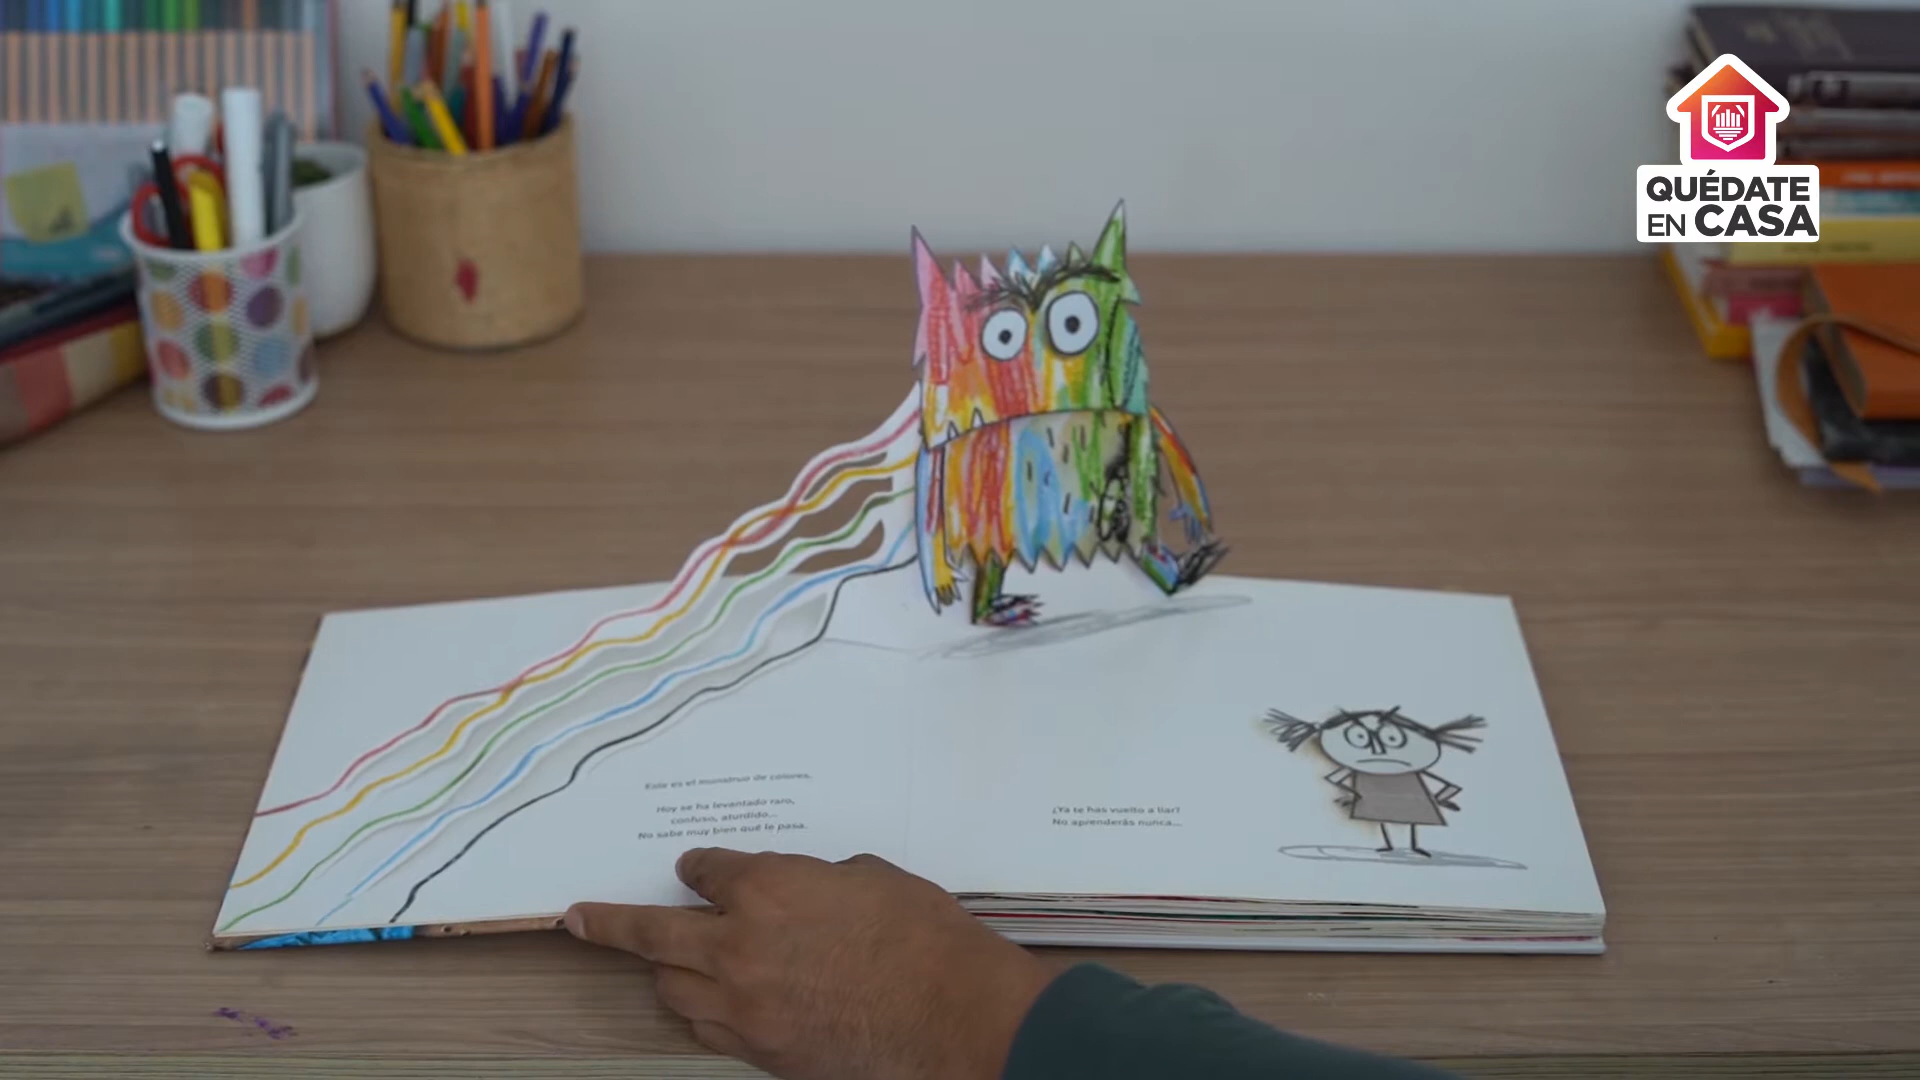 QUÉDATE
EN CASA
Este es el monstruo de colores.
Hoy se ha levantado raro,
confuso, aturdido...
No sabe muy bien qué le pasa.
¿Ya te has vuelto a liar?
No aprenderás nunca...